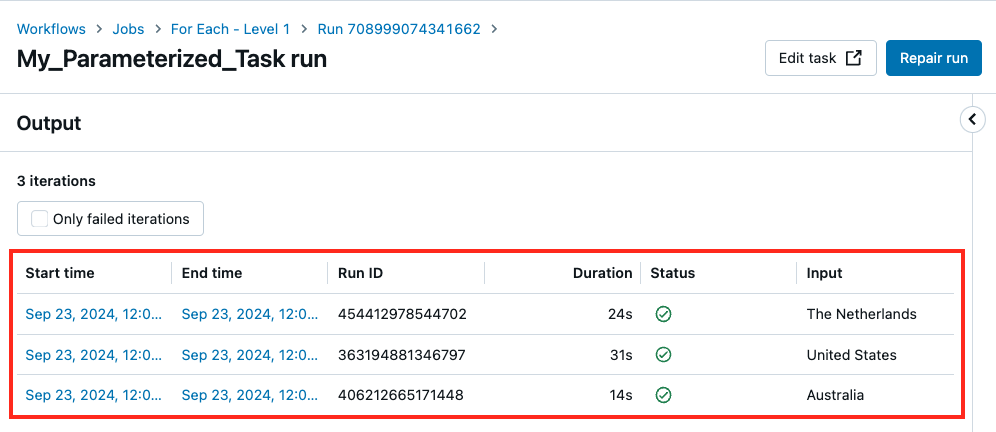 Workflows > Jobs > For Each - Level 1 > Run 708999074341662 >
My_Parameterized_Task run
Edit task
Repair run
Output
3 iterations
Only failed iterations
Start time End time Run ID Duration Status Input
Sep 23, 2024, 12:0... Sep 23, 2024, 12:0... 454412978544702 24s The Netherlands
Sep 23, 2024, 12:0... Sep 23, 2024, 12:0... 363194881346797 31s United States
Sep 23, 2024, 12:0... Sep 23, 2024, 12:0... 406212665171448 14s Australia